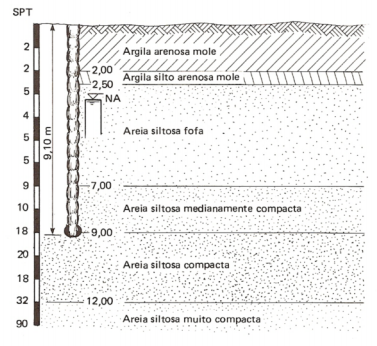 SPT
2
Argila arenosa mole
2
2,00
Argila silto arenosa mole
2
2,50
3
NA
5
9,10 m
5
Areia siltosa fofa
5
9
7,00
10
Areia siltosa medianamente compacta
18
9,00
20
Areia siltosa compacta
18
32
12,00
90
Areia siltosa muito compacta